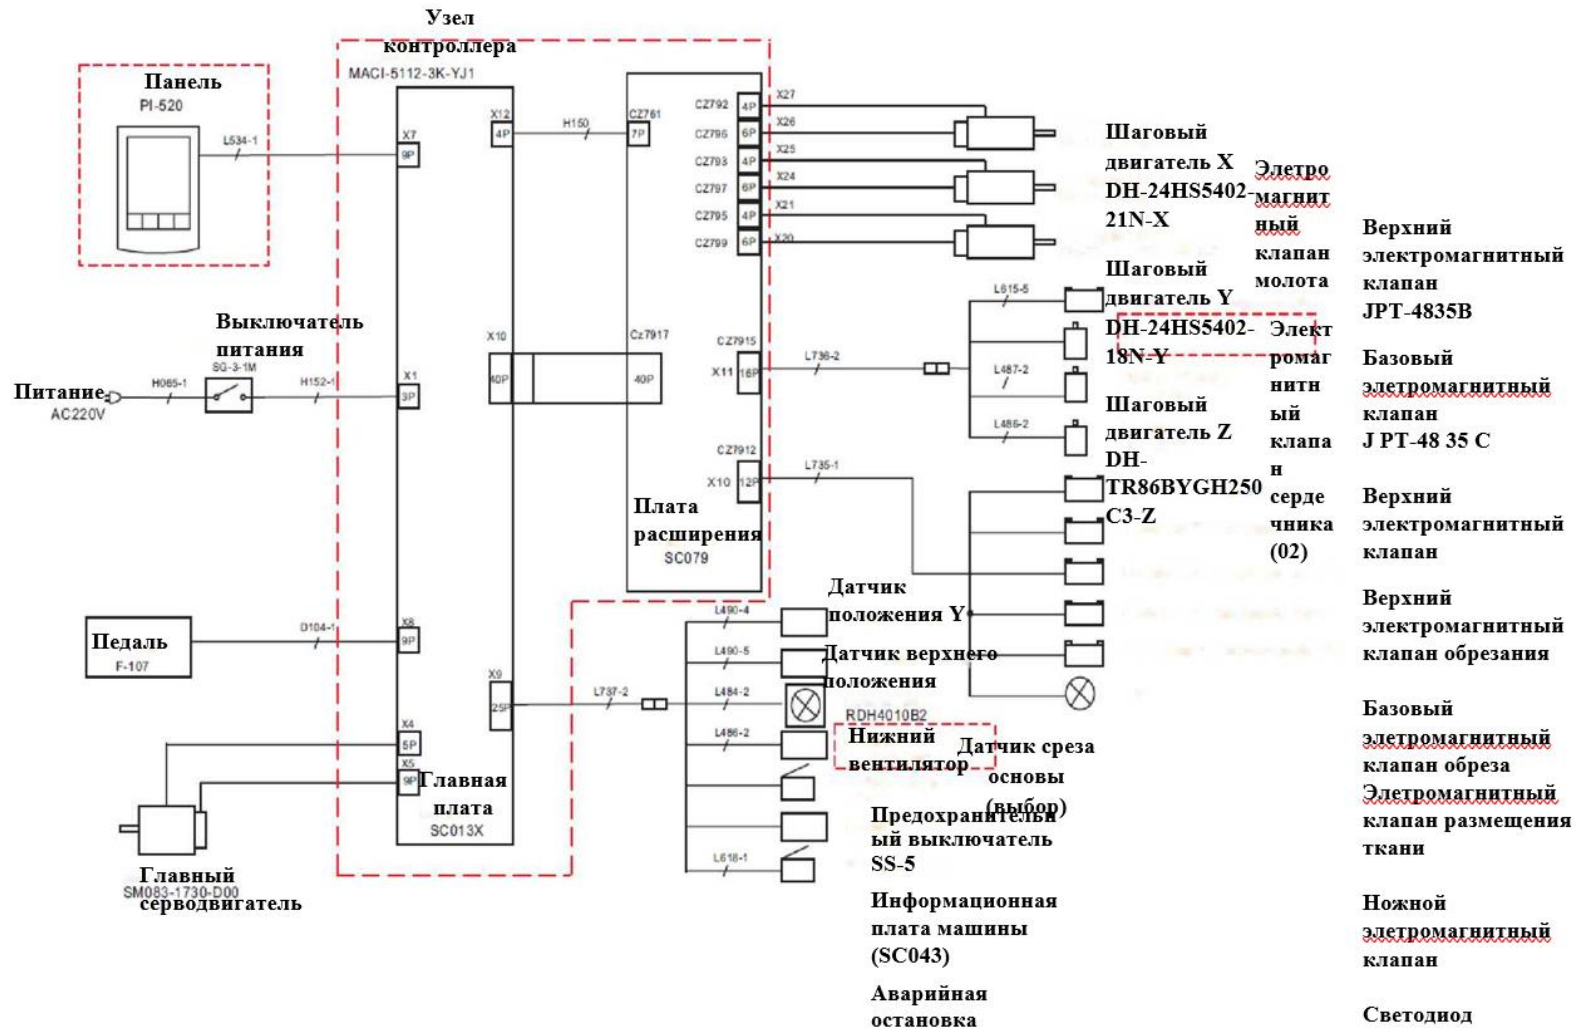 Узел
контроллера
MACI-5112-3K-YJ1
Панель
PI-520
L534-1
X7
9P
X12
4P
H150
CZ761
7P
CZ792
4P
X27
CZ796
6P
X26
CZ793
4P
X25
CZ797
6P
X24
CZ795
4P
X21
CZ799
6P
X20
Шаговый
двигатель X
DH-24HS5402-
21N-X
Шаговый
двигатель Y
DH-24HS5402-
18N-Y
Шаговый
двигатель Z
DH-
TR86BYGH250
C3-Z
Элетро
магнит
ный
клапан
молота
Элект
ромаг
нитн
ый
клапа
н
серде
чника
(02)
Верхний
электромагнитный
клапан
JPT-4835B
Базовый
элетромагнитный
клапан
J PT-48 35 C
Верхний
электромагнитный
клапан
Верхний
электромагнитный
клапан обрезания
Базовый
элетромагнитный
клапан обреза
Элетромагнитный
клапан размещения
ткани
Ножной
элетромагнитный
клапан
Светодиод
Выключатель
питания
SG-3-1M
Питание
AC220V
H065-1
H152-1
X1
3P
X10
40P
Cz7917
40P
CZ7915
X11
16P
L736-2
L615-5
L487-2
L486-2
CZ7912
X10
12P
L735-1
Плата
расширения
SC079
Педаль
F-107
D104-1
X8
9P
X9
25P
L737-2
X4
5P
X5
9P
Главная
плата
SC013X
Главный
SM083-1730-D00
серводвигатель
L490-4
L490-5
L484-2
L486-2
L618-1
Датчик
положения Y
Датчик верхнего
положения
RDH4010B2
Нижний
вентилятор
Датчик среза
основы
(выбор)
Предохранительн
ый выключатель
SS-5
Информационная
плата машины
(SC043)
Аварийная
остановка